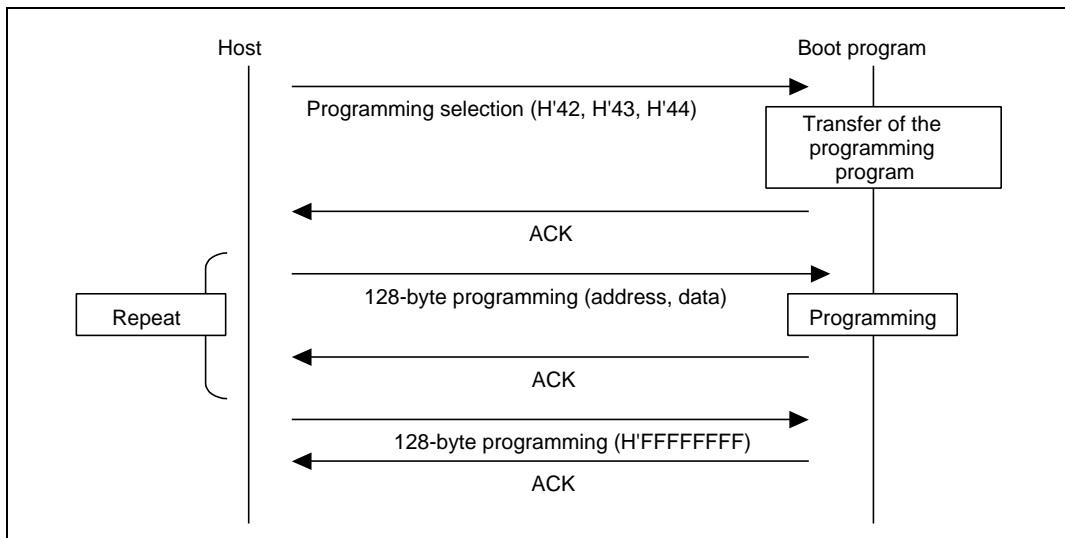 Host
Boot program
Programming selection (H'42, H'43, H'44)
Transfer of the
programming
program
ACK
128-byte programming (address, data)
Repeat
Programming
ACK
128-byte programming (H'FFFFFFFF)
ACK